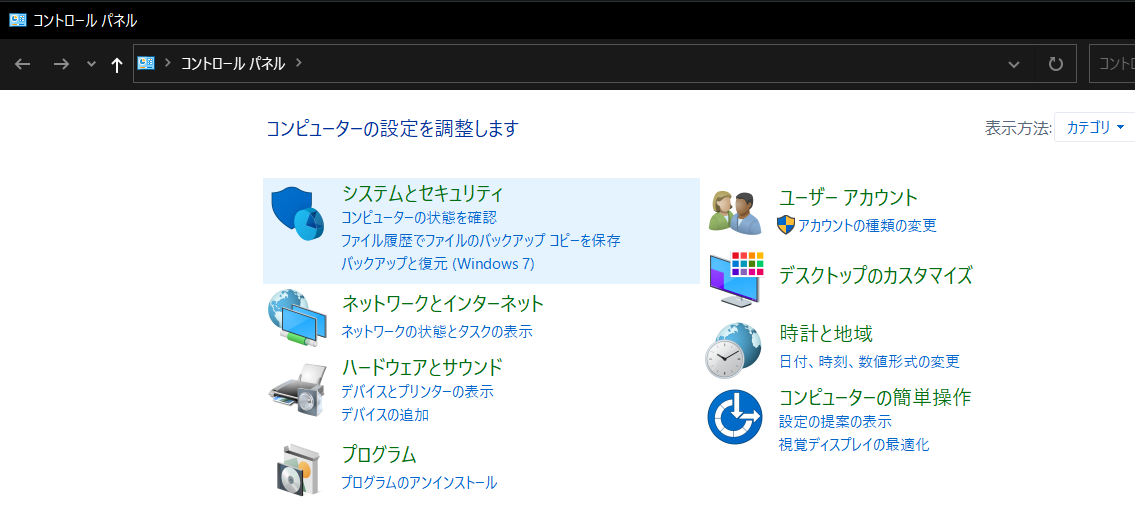 コントロール パネル
コントロール パネル
コンピューターの設定を調整します
表示方法: カテゴリ
システムとセキュリティ
コンピューターの状態を確認
ファイル履歴でファイルのバックアップ コピーを保存
バックアップと復元 (Windows 7)
ネットワークとインターネット
ネットワークの状態とタスクの表示
ハードウェアとサウンド
デバイスとプリンターの表示
デバイスの追加
プログラム
プログラムのアンインストール
ユーザー アカウント
アカウントの種類の変更
デスクトップのカスタマイズ
時計と地域
日付、時刻、数値形式の変更
コンピューターの簡単操作
設定の提案の表示
視覚ディスプレイの最適化